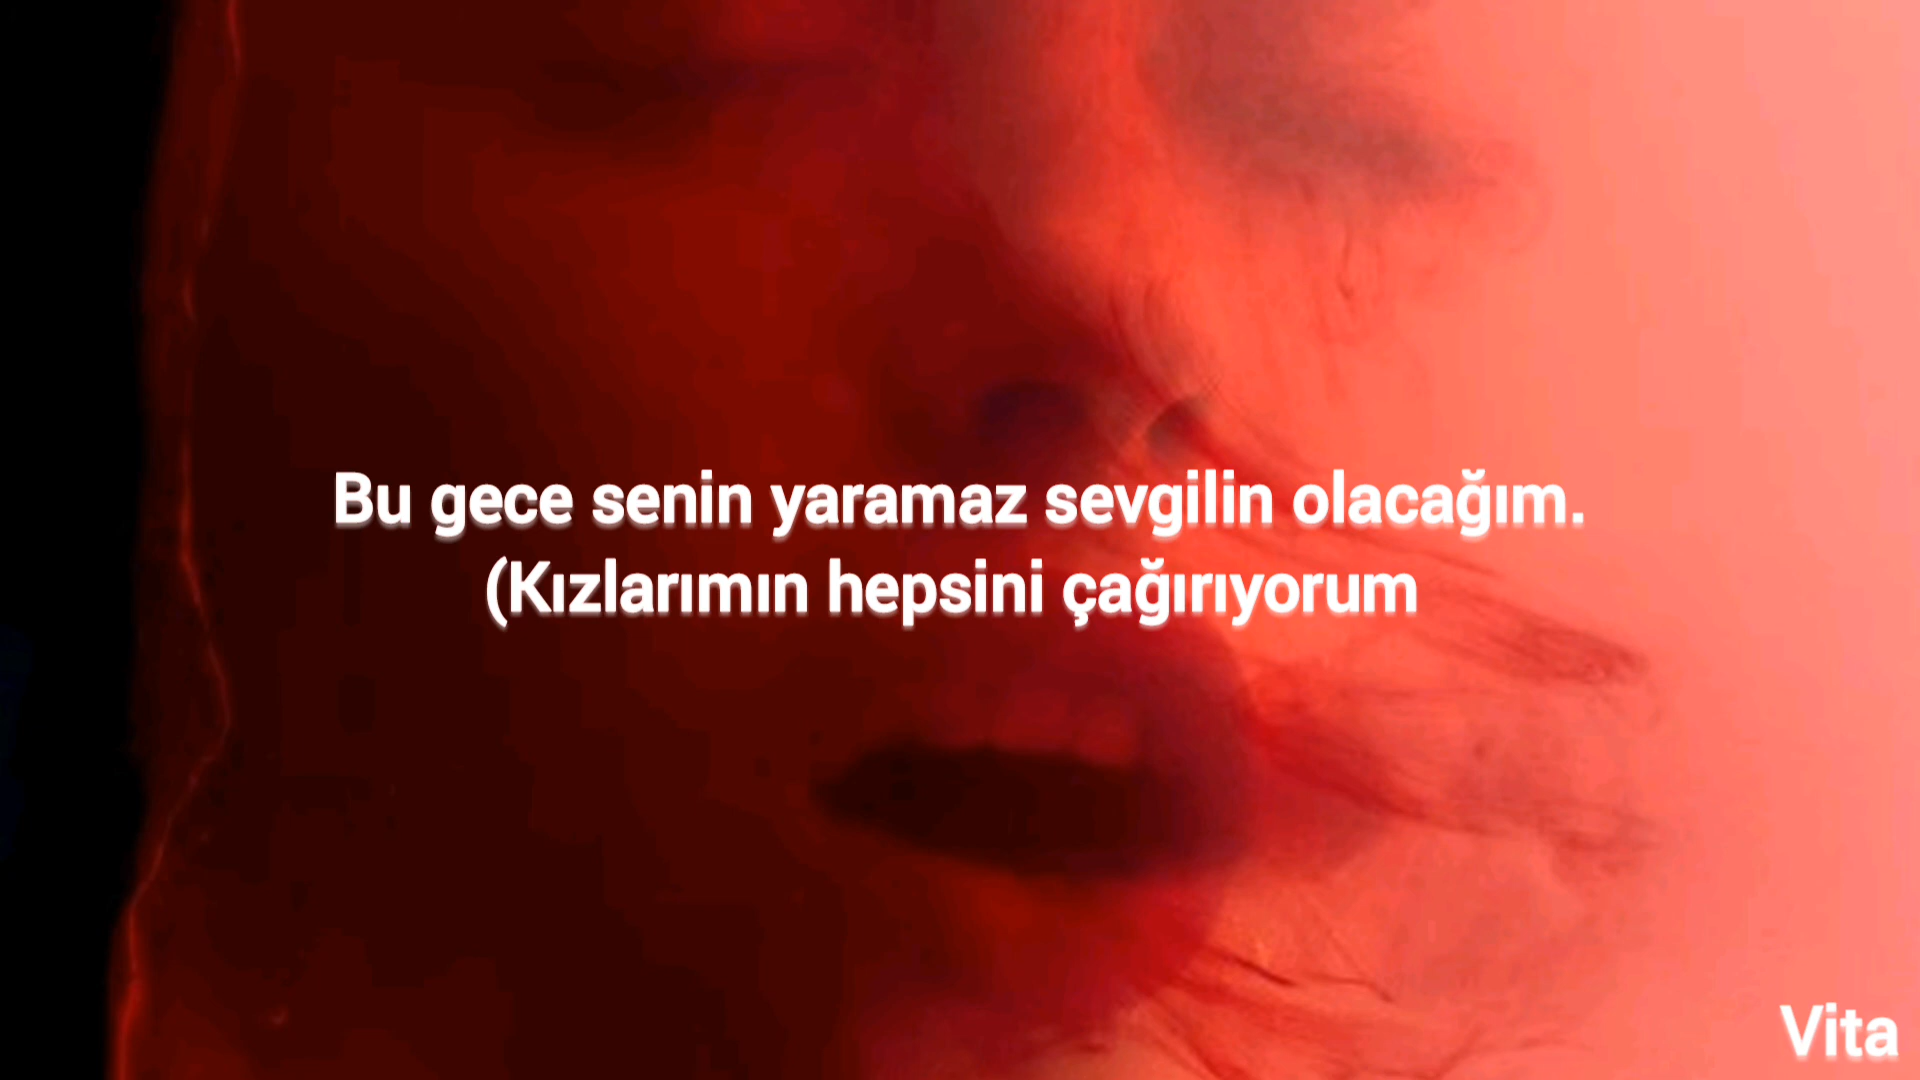 Bu gece senin yaramaz sevgilin olacağım.
(Kızlarımın hepsini çağırıyorum
Vita